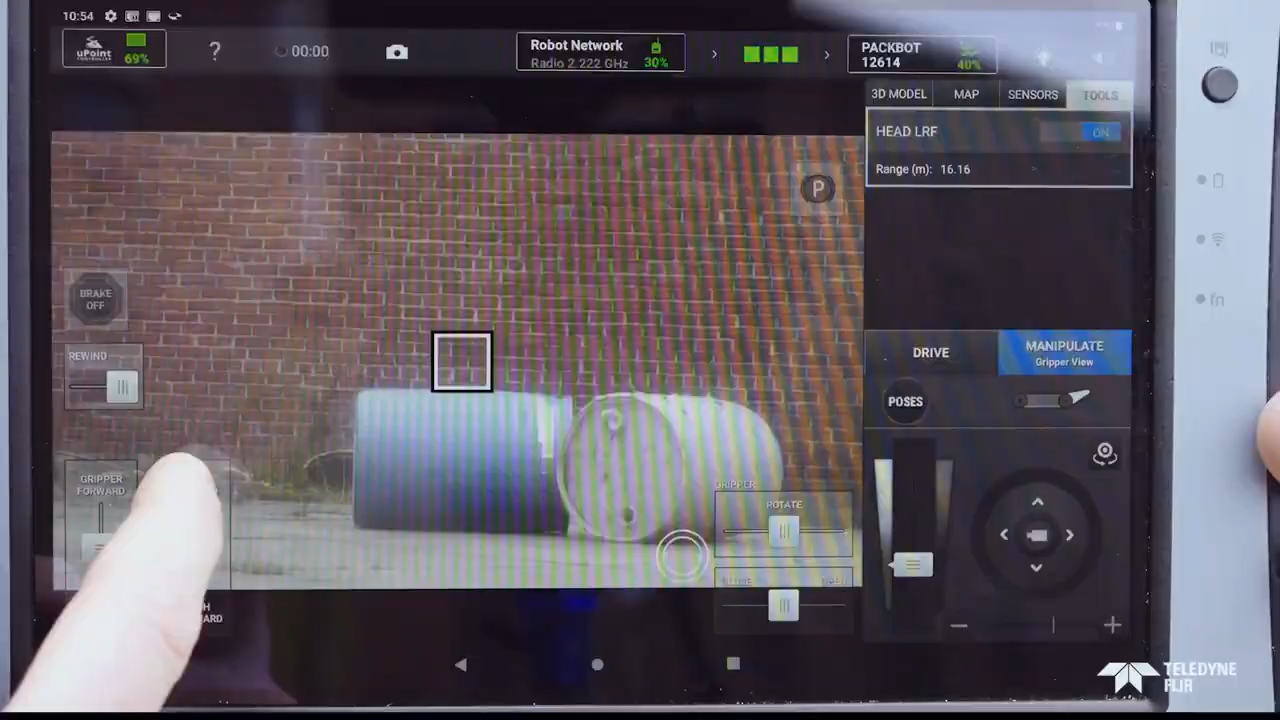 10:54
uPoint
CONTROLLER
69%
?
00:00
Robot Network
Radio 2.222 GHz
30%
PACKBOT
12614
40%
3D MODEL
MAP
SENSORS
TOOLS
HEAD LRF
ON
Range (m): 16.16
P
BRAKE
OFF
REWIND
DRIVE
MANIPULATE
Gripper View
POSES
fn
GRIPPER
FORWARD
GRIPPER
ROTATE
TELEDYNE
FLIR